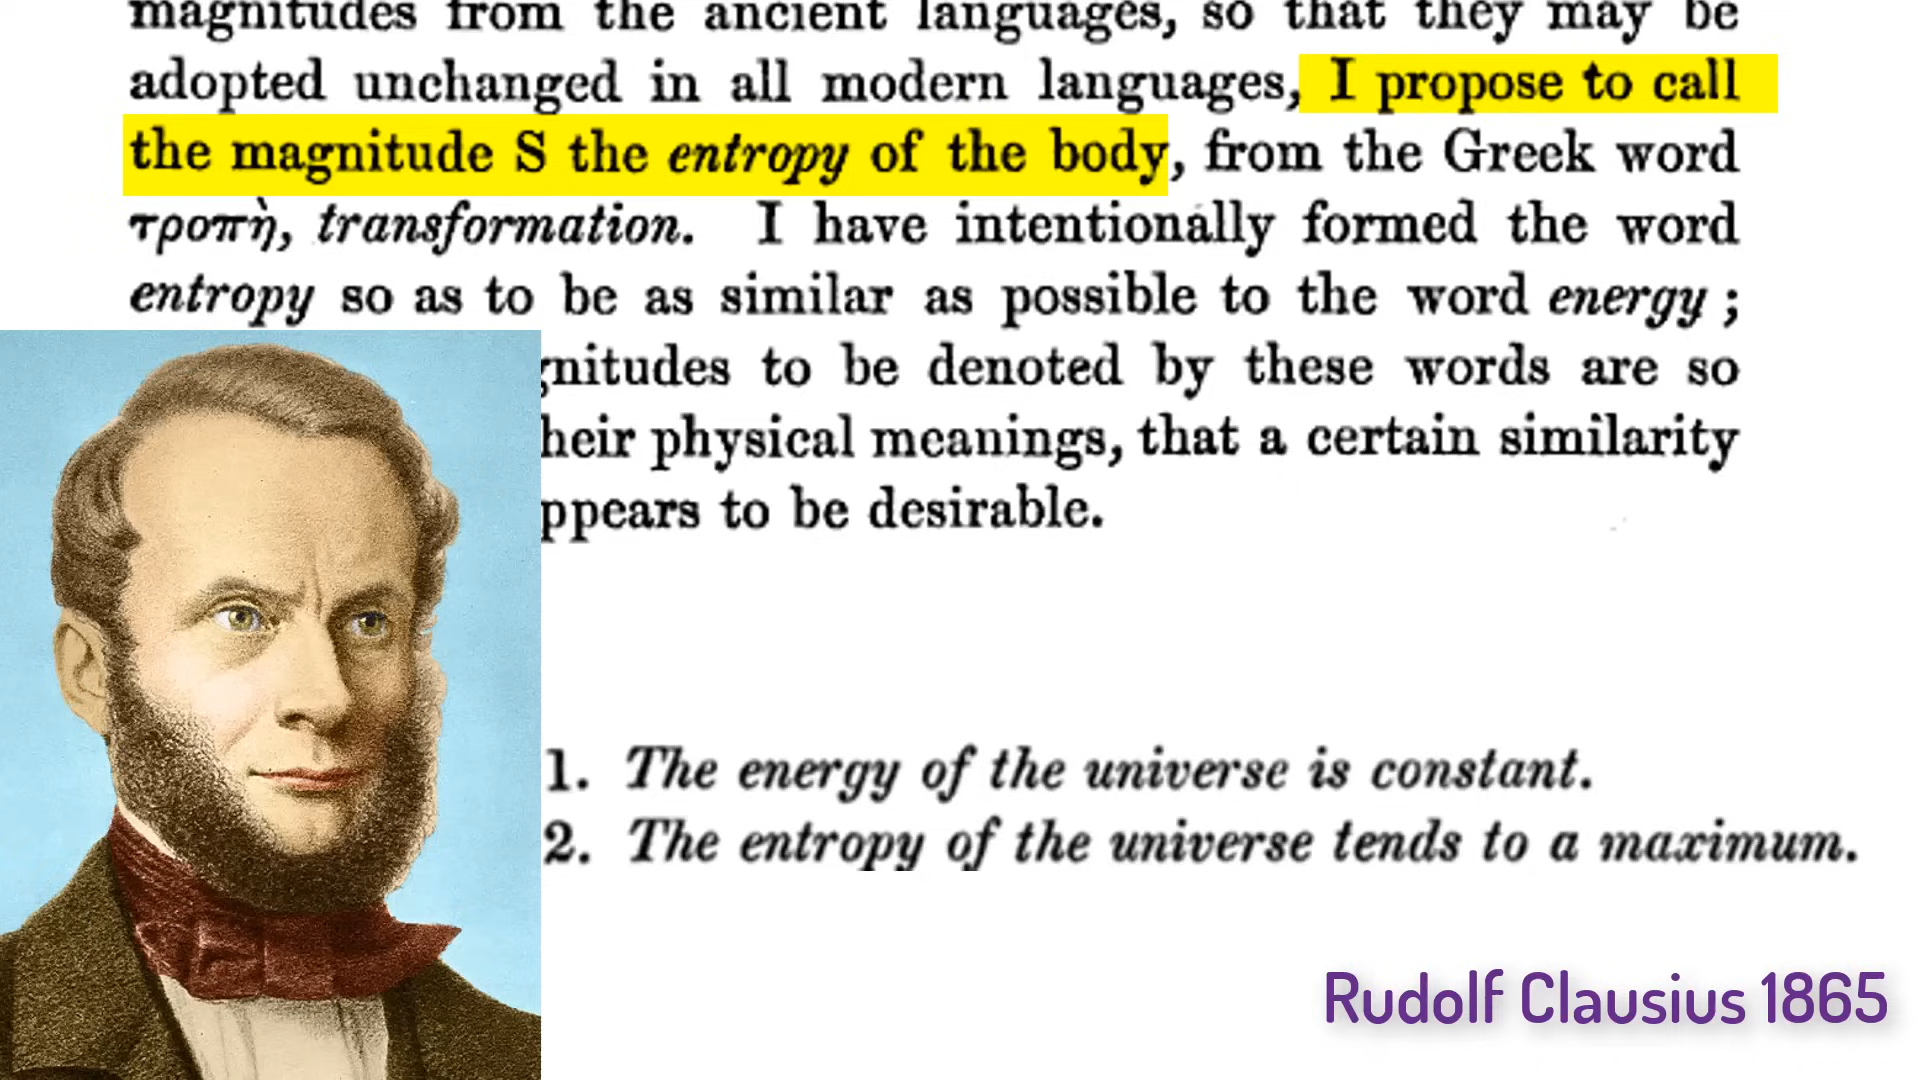 magnitudes from the ancient languages, so that they may be
adopted unchanged in all modern languages, I propose to call
the magnitude S the entropy of the body, from the Greek word
τροπὴ, transformation. I have intentionally formed the word
entropy so as to be as similar as possible to the word energy;
gnitudes to be denoted by these words are so
heir physical meanings, that a certain similarity
ppears to be desirable.
1. The energy of the universe is constant.
2. The entropy of the universe tends to a maximum.
Rudolf Clausius 1865